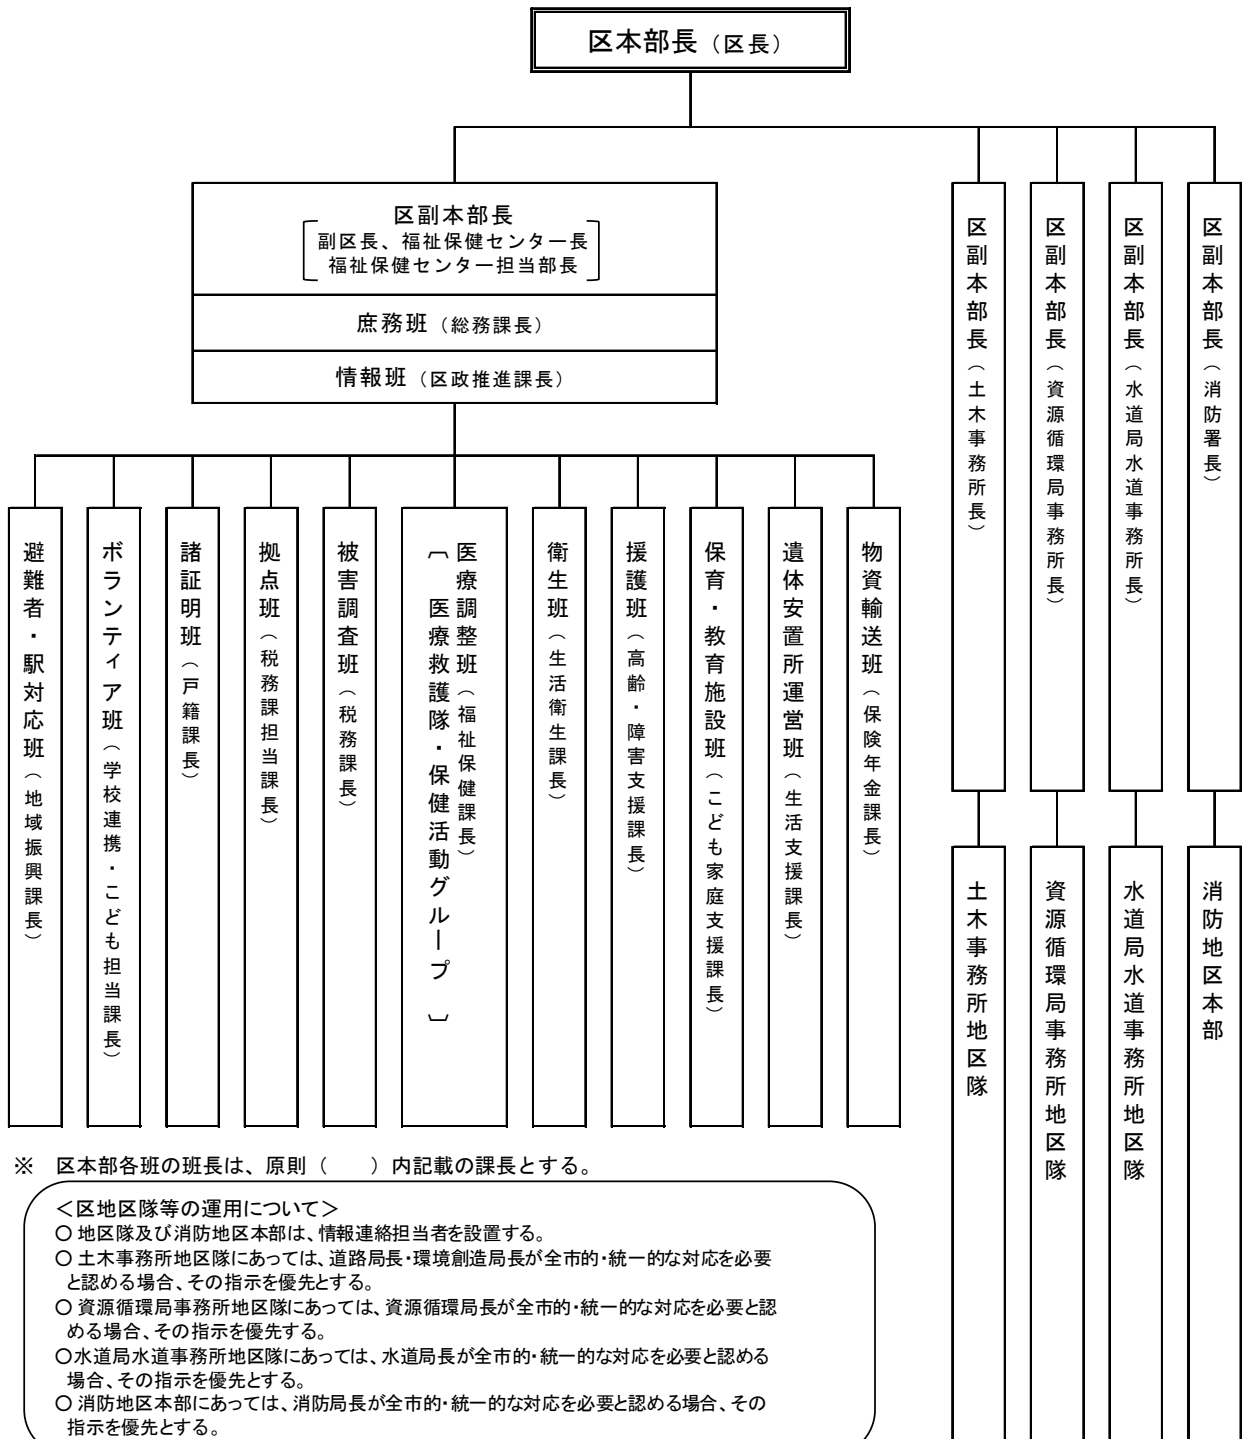 区本部長（区長）
区副本部長
副区長、福祉保健センター長
福祉保健センター担当部長
庶務班（総務課長）
情報班（区政推進課長）
区副本部長（土木事務所長）
区副本部長（資源循環局事務所長）
区副本部長（水道局水道事務所長）
区副本部長（消防署長）
避難者・駅対応班（地域振興課長）
ボランティア班（学校連携・こども担当課長）
諸証明班（戸籍課長）
拠点班（税務課担当課長）
被害調査班（税務課長）
医療調整班（福祉保健課長）
〔医療救護隊・保健活動グループ〕
衛生班（生活衛生課長）
援護班（高齢・障害支援課長）
保育・教育施設班（こども家庭支援課長）
遺体安置所運営班（生活支援課長）
物資輸送班（保険年金課長）
土木事務所地区隊
資源循環局事務所地区隊
水道局水道事務所地区隊
消防地区本部
※　区本部各班の班長は、原則（　　）内記載の課長とする。
＜区地区隊等の運用について＞
○ 地区隊及び消防地区本部は、情報連絡担当者を設置する。
○ 土木事務所地区隊にあっては、道路局長・環境創造局長が全市的・統一的な対応を必要
と認める場合、その指示を優先とする。
○ 資源循環局事務所地区隊にあっては、資源循環局長が全市的・統一的な対応を必要と認
める場合、その指示を優先する。
○水道局水道事務所地区隊にあっては、水道局長が全市的・統一的な対応を必要と認める
場合、その指示を優先とする。
○ 消防地区本部にあっては、消防局長が全市的・統一的な対応を必要と認める場合、その
指示を優先とする。